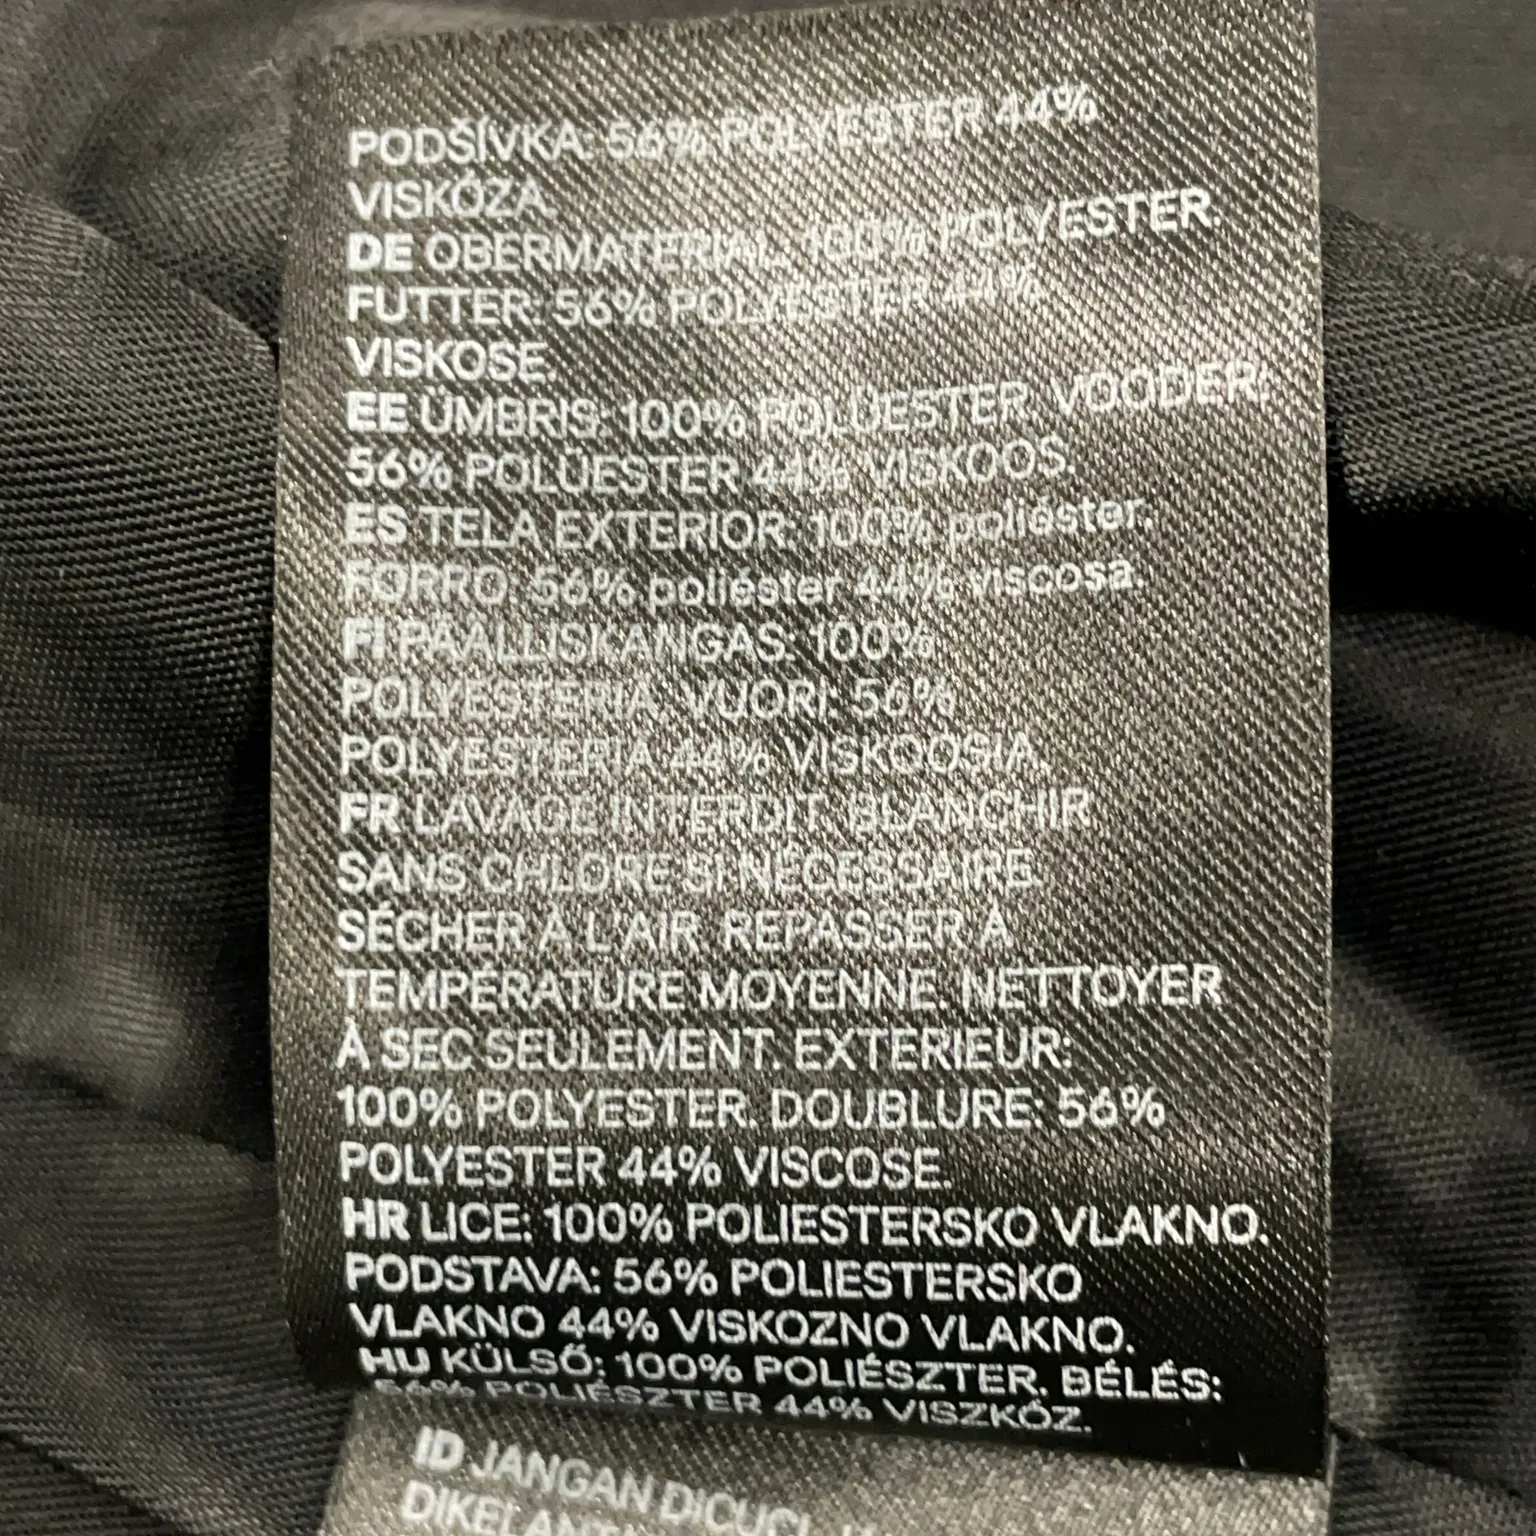 PODŠÍVKA: 56% POLYESTER 44%
VISKÓZA.
DE OBERMATERIAL: 100% POLYESTER.
FUTTER: 56% POLYESTER 44%
VISKOSE.
EE ÜMBRIS: 100% POLÜESTER. VOODER:
56% POLÜESTER 44% VISKOOS.
ES TELA EXTERIOR: 100% poliéster.
FORRO: 56% poliéster 44% viscosa.
FI PÄÄLLISKANGAS: 100%
POLYESTERIA. VUORI: 56%
POLYESTERIA 44% VISKOOSIA.
FR LAVAGE INTERDIT. BLANCHIR
SANS CHLORE SI NÉCESSAIRE
SÉCHER À L'AIR. REPASSER À
TEMPÉRATURE MOYENNE. NETTOYER
À SEC SEULEMENT. EXTERIEUR:
100% POLYESTER. DOUBLURE: 56%
POLYESTER 44% VISCOSE.
HR LICE: 100% POLIESTERSKO VLAKNO.
PODSTAVA: 56% POLIESTERSKO
VLAKNO 44% VISKOZNO VLAKNO.
HU KÜLSŐ: 100% POLIÉSZTER. BÉLÉS:
56% POLIÉSZTER 44% VISZKÓZ.
ID JANGAN DICUCI